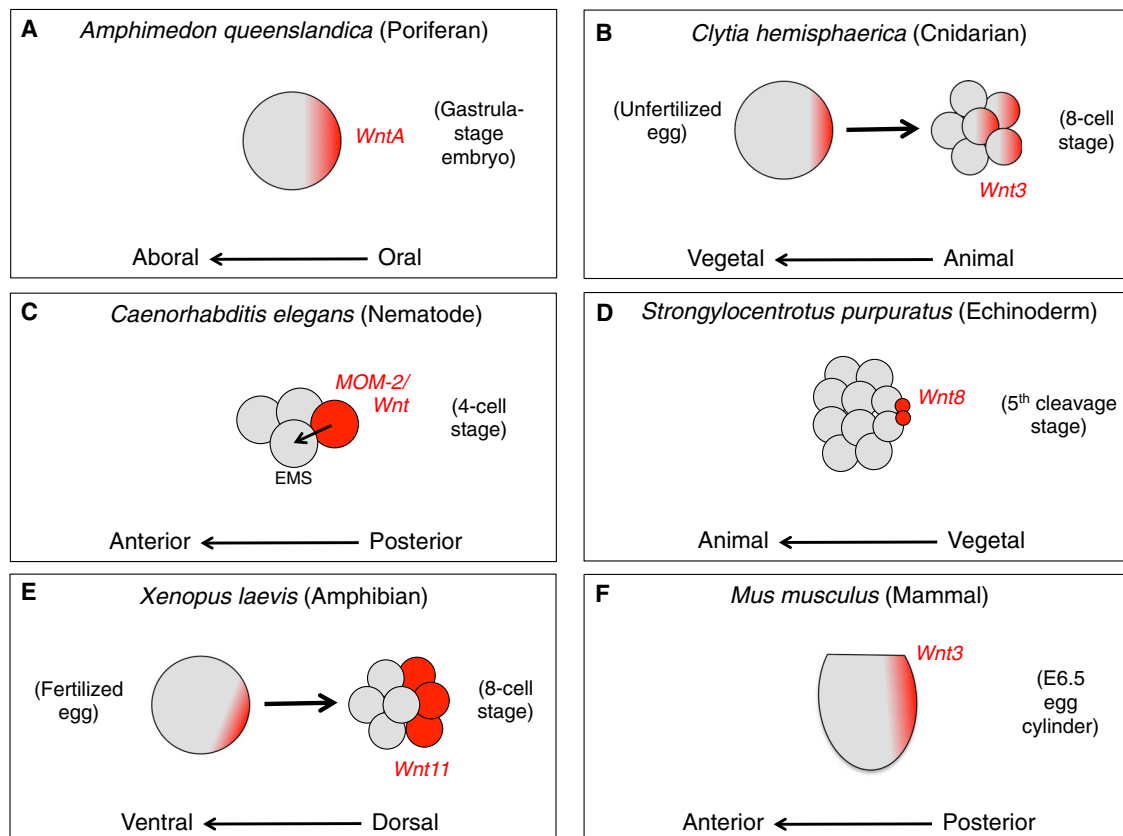 A
Amphimedon queenslandica (Poriferan)
WntA
(Gastrula-
stage
embryo)
Aboral
Oral
B
Clytia hemisphaerica (Cnidarian)
(Unfertilized
egg)
(8-cell
stage)
Wnt3
Vegetal
Animal
C
Caenorhabditis elegans (Nematode)
MOM-2/
Wnt
(4-cell
stage)
EMS
Anterior
Posterior
D
Strongylocentrotus purpuratus (Echinoderm)
Wnt8
(5th cleavage
stage)
Animal
Vegetal
E
Xenopus laevis (Amphibian)
(Fertilized
egg)
(8-cell
stage)
Wnt11
Ventral
Dorsal
F
Mus musculus (Mammal)
Wnt3
(E6.5
egg
cylinder)
Anterior
Posterior